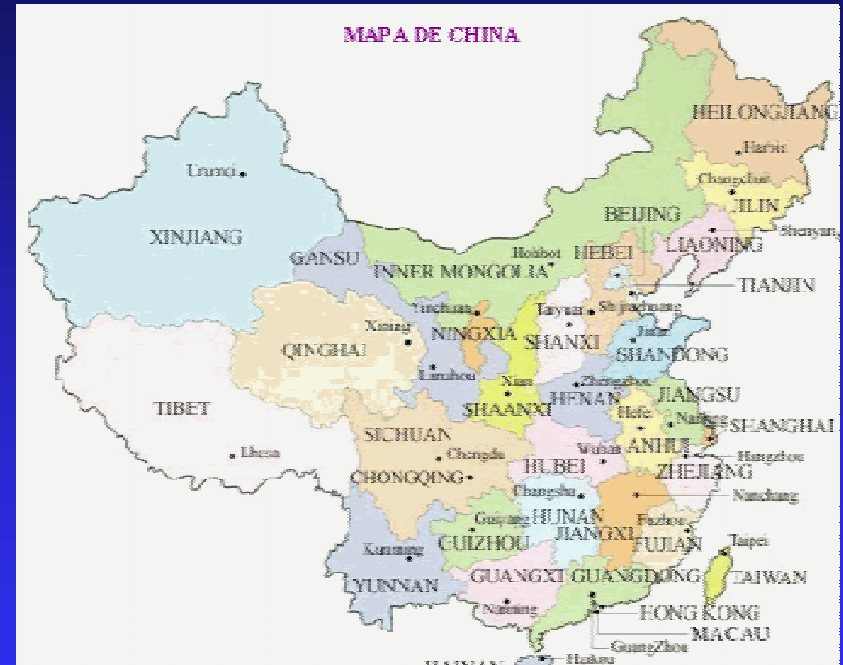 MAPA DE CHINA
HEILONGJIANG
Harbin
Urumqi
Changchun
JILIN
BEIJING
Shenyang
XINJIANG
LIAONING
GANSU
Hohhot
HEBEI
INNER MONGOLIA
TIANJIN
Yinchuan
Taiyuan
Shijiazhuang
Xining
NINGXIA
Jinan
SHANXI
QINGHAI
SHANDONG
Lanzhou
Xian
Zhengzhou
JIANGSU
HENAN
TIBET
SHAANXI
Hefei
Nanjing
SHANGHAI
SICHUAN
ANHUI
Lhasa
Chengdu
Wuhan
Hangzhou
HUBEI
ZHEJIANG
CHONGQING
Changsha
Nanchang
Guiyang
HUNAN
Fuzhou
JIANGXI
Taipei
Kunming
GUIZHOU
FUJIAN
GUANGXI
GUANGDONG
TAIWAN
YUNNAN
Nanning
HONG KONG
MACAU
GuangZhou
Haikou
HAINAN